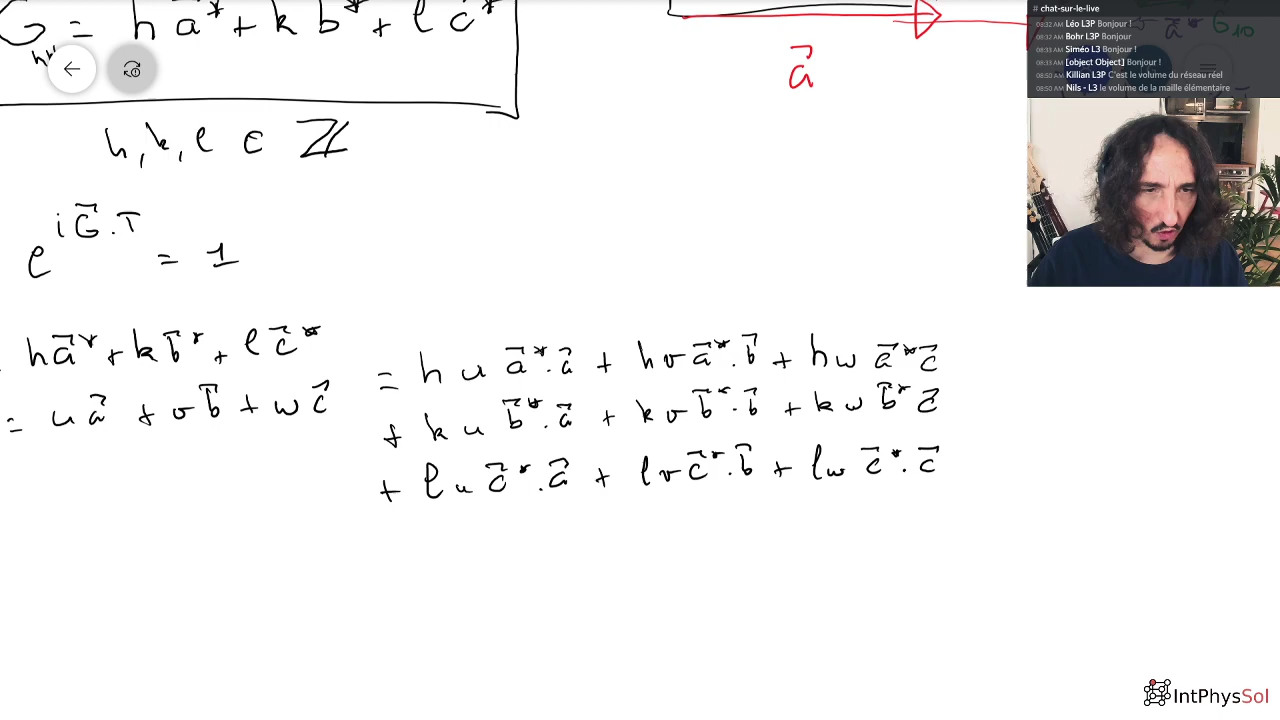 G⃗ₕₖₗ = h a⃗* + k b⃗* + l c⃗*
h, k, l ∈ ℤ
e^{i G⃗.T} = 1
h a⃗* + k b⃗* + l c⃗*
= u a⃗ + v b⃗ + w c⃗
= h u a⃗*.a⃗ + h v a⃗*.b⃗ + h w a⃗* c⃗
+ k u b⃗*.a⃗ + k v b⃗*.b⃗ + k w b⃗* c⃗
+ l u c⃗*.a⃗ + l v c⃗*.b⃗ + l w c⃗*.c⃗
a⃗
# chat-sur-le-live
08:32 AM Léo L3P Bonjour !
08:32 AM Bohr L3P Bonjour
08:33 AM Siméo L3 Bonjour !
08:33 AM [object Object] Bonjour !
08:50 AM Killian L3P C'est le volume du réseau réel
08:50 AM Nils - L3 le volume de la maille élémentaire
a⃗* G₁₀
IntPhysSol